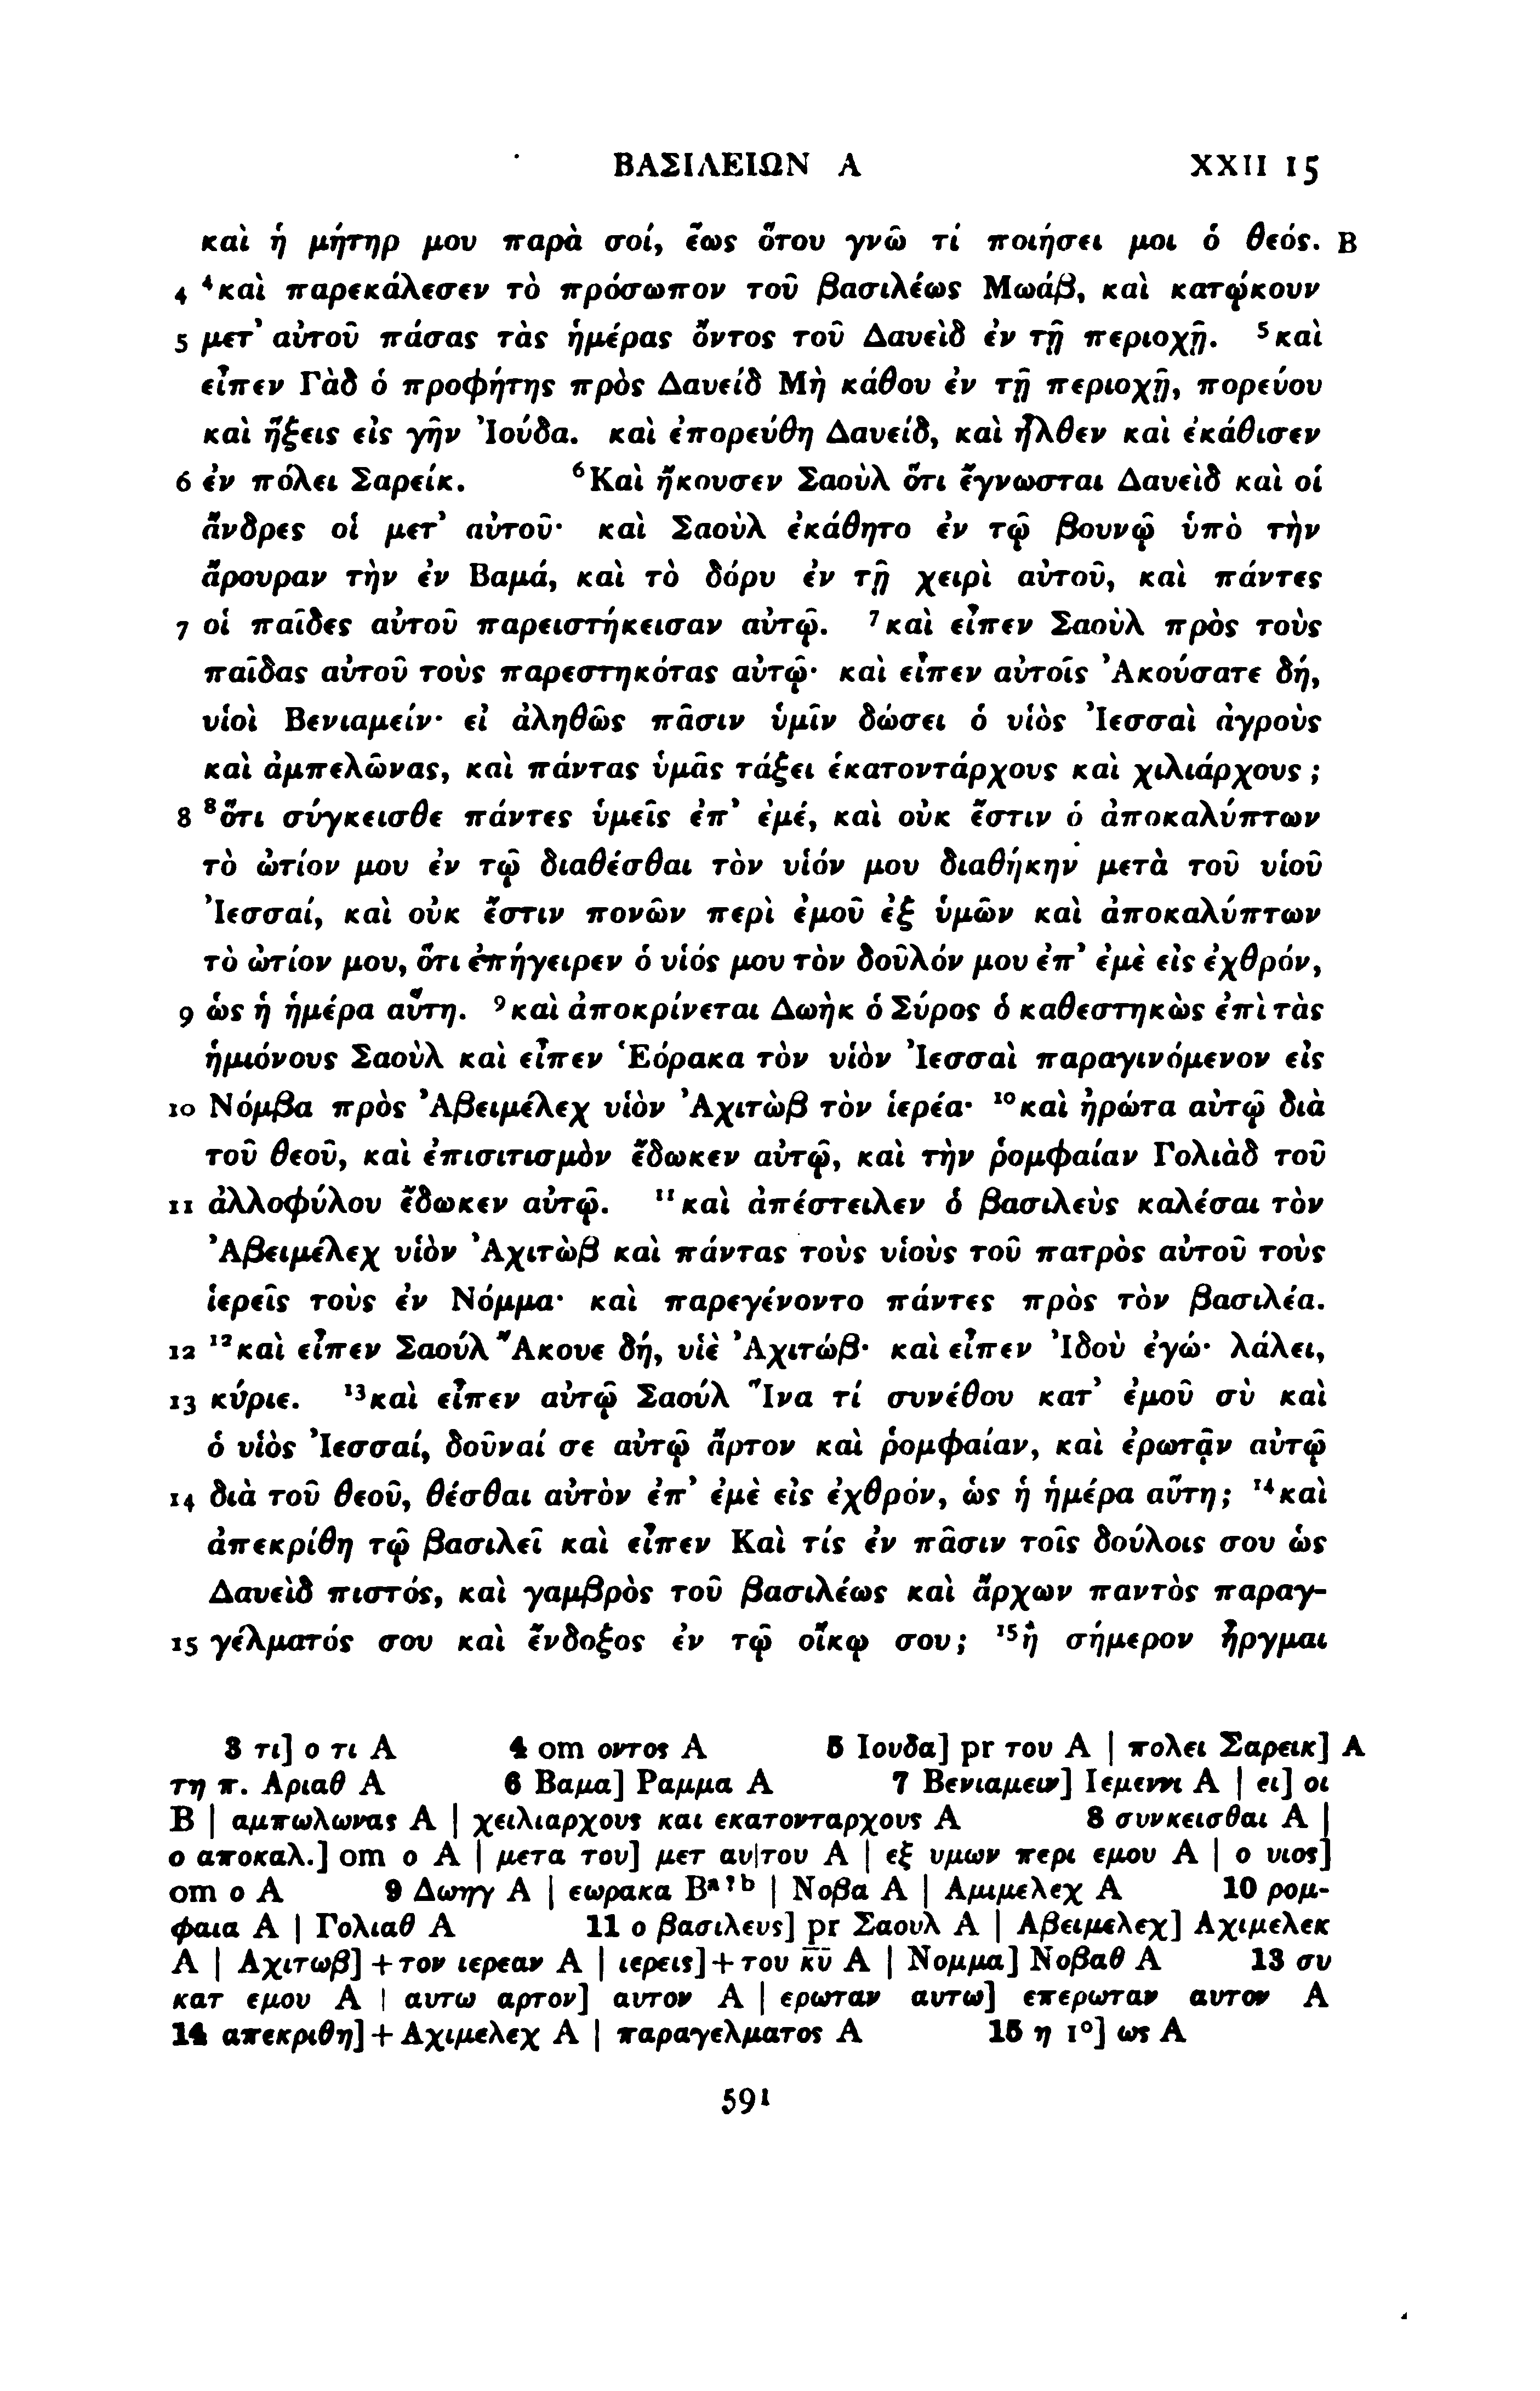 ΒΑΣΙΛΕΙΩΝ Α XXII 15
καὶ ἡ μήτηρ μου παρὰ σοί, ἕως ὅτου γνῶ τί ποιήσει μοι ὁ θεός. B
4 ⁴καὶ παρεκάλεσεν τὸ πρόσωπον τοῦ βασιλέως Μωάβ, καὶ κατῴκουν
5 μετ’ αὐτοῦ πάσας τὰς ἡμέρας ὄντος τοῦ Δαυεὶδ ἐν τῇ περιοχῇ. ⁵καὶ
εἶπεν Γὰδ ὁ προφήτης πρὸς Δαυείδ Μὴ κάθου ἐν τῇ περιοχῇ, πορεύου
καὶ ἥξεις εἰς γῆν Ἰούδα. καὶ ἐπορεύθη Δαυείδ, καὶ ἦλθεν καὶ ἐκάθισεν
6 ἐν πόλει Σαρείκ. ⁶Καὶ ἤκουσεν Σαοὺλ ὅτι ἔγνωσται Δαυεὶδ καὶ οἱ
ἄνδρες οἱ μετ’ αὐτοῦ· καὶ Σαοὺλ ἐκάθητο ἐν τῷ βουνῷ ὑπὸ τὴν
ἄρουραν τὴν ἐν Βαμά, καὶ τὸ δόρυ ἐν τῇ χειρὶ αὐτοῦ, καὶ πάντες
7 οἱ παῖδες αὐτοῦ παρειστήκεισαν αὐτῷ. ⁷καὶ εἶπεν Σαοὺλ πρὸς τοὺς
παῖδας αὐτοῦ τοὺς παρεστηκότας αὐτῷ· καὶ εἶπεν αὐτοῖς Ἀκούσατε δή,
υἱοὶ Βενιαμείν· εἰ ἀληθῶς πᾶσιν ὑμῖν δώσει ὁ υἱὸς Ἰεσσαὶ ἀγροὺς
καὶ ἀμπελῶνας, καὶ πάντας ὑμᾶς τάξει ἑκατοντάρχους καὶ χιλιάρχους ;
8 ⁸ὅτι σύγκεισθε πάντες ὑμεῖς ἐπ’ ἐμέ, καὶ οὐκ ἔστιν ὁ ἀποκαλύπτων
τὸ ὠτίον μου ἐν τῷ διαθέσθαι τὸν υἱόν μου διαθήκην μετὰ τοῦ υἱοῦ
Ἰεσσαί, καὶ οὐκ ἔστιν πονῶν περὶ ἐμοῦ ἐξ ὑμῶν καὶ ἀποκαλύπτων
τὸ ὠτίον μου, ὅτι ἐπήγειρεν ὁ υἱός μου τὸν δοῦλόν μου ἐπ’ ἐμὲ εἰς ἐχθρόν,
9 ὡς ἡ ἡμέρα αὕτη. ⁹καὶ ἀποκρίνεται Δωὴκ ὁ Σύρος ὁ καθεστηκὼς ἐπὶ τὰς
ἡμιόνους Σαοὺλ καὶ εἶπεν Ἑόρακα τὸν υἱὸν Ἰεσσαὶ παραγινόμενον εἰς
10 Νόμβα πρὸς Ἀβειμέλεχ υἱὸν Ἀχιτὼβ τὸν ἱερέα· ¹⁰καὶ ἠρώτα αὐτῷ διὰ
τοῦ θεοῦ, καὶ ἐπισιτισμὸν ἔδωκεν αὐτῷ, καὶ τὴν ῥομφαίαν Γολιὰδ τοῦ
11 ἀλλοφύλου ἔδωκεν αὐτῷ. ¹¹καὶ ἀπέστειλεν ὁ βασιλεὺς καλέσαι τὸν
Ἀβειμέλεχ υἱὸν Ἀχιτὼβ καὶ πάντας τοὺς υἱοὺς τοῦ πατρὸς αὐτοῦ τοὺς
ἱερεῖς τοὺς ἐν Νόμμα· καὶ παρεγένοντο πάντες πρὸς τὸν βασιλέα.
12 ¹²καὶ εἶπεν Σαούλ Ἄκουε δή, υἱὲ Ἀχιτώβ· καὶ εἶπεν Ἰδοὺ ἐγώ· λάλει,
13 κύριε. ¹³καὶ εἶπεν αὐτῷ Σαούλ Ἵνα τί συνέθου κατ’ ἐμοῦ σὺ καὶ
ὁ υἱὸς Ἰεσσαί, δοῦναί σε αὐτῷ ἄρτον καὶ ῥομφαίαν, καὶ ἐρωτᾷν αὐτῷ
14 διὰ τοῦ θεοῦ, θέσθαι αὐτὸν ἐπ’ ἐμὲ εἰς ἐχθρόν, ὡς ἡ ἡμέρα αὕτη; ¹⁴καὶ
ἀπεκρίθη τῷ βασιλεῖ καὶ εἶπεν Καὶ τίς ἐν πᾶσιν τοῖς δούλοις σου ὡς
Δαυεὶδ πιστός, καὶ γαμβρὸς τοῦ βασιλέως καὶ ἄρχων παντὸς παραγ-
15 γέλματός σου καὶ ἔνδοξος ἐν τῷ οἴκῳ σου; ¹⁵ἢ σήμερον ἦργμαι
3 τι] ο τι A 4 om οντος A 5 Ιουδα] pr του A | πολει Σαρεικ] A
τη π. Αριαθ A 6 Βαμα] Ραμμα A 7 Βενιαμειν] Ιεμεινι A | ει] οι
B | αμπωλωνας A | χειλιαρχους και εκατονταρχους A 8 συνκεισθαι A |
ο αποκαλ.] om ο A | μετα του] μετ αυ|του A | εξ υμων περι εμου A | ο υιος]
om ο A 9 Δωηγ A | εωρακα Bᵃ?ᵇ | Νοβα A | Αμιμελεχ A 10 ρομ-
φαια A | Γολιαθ A 11 ο βασιλευς] pr Σαουλ A | Αβειμελεχ] Αχιμελεκ
A | Αχιτωβ] + τον ιερεαν A | ιερεις] + του κ̅υ̅ A | Νομμα] Νοβαθ A 13 συ
κατ εμου A | αυτω αρτον] αυτον A | ερωταν αυτω] επερωταν αυτον A
14 απεκριθη] + Αχιμελεχ A | παραγελματος A 15 η 1°] ως A
591